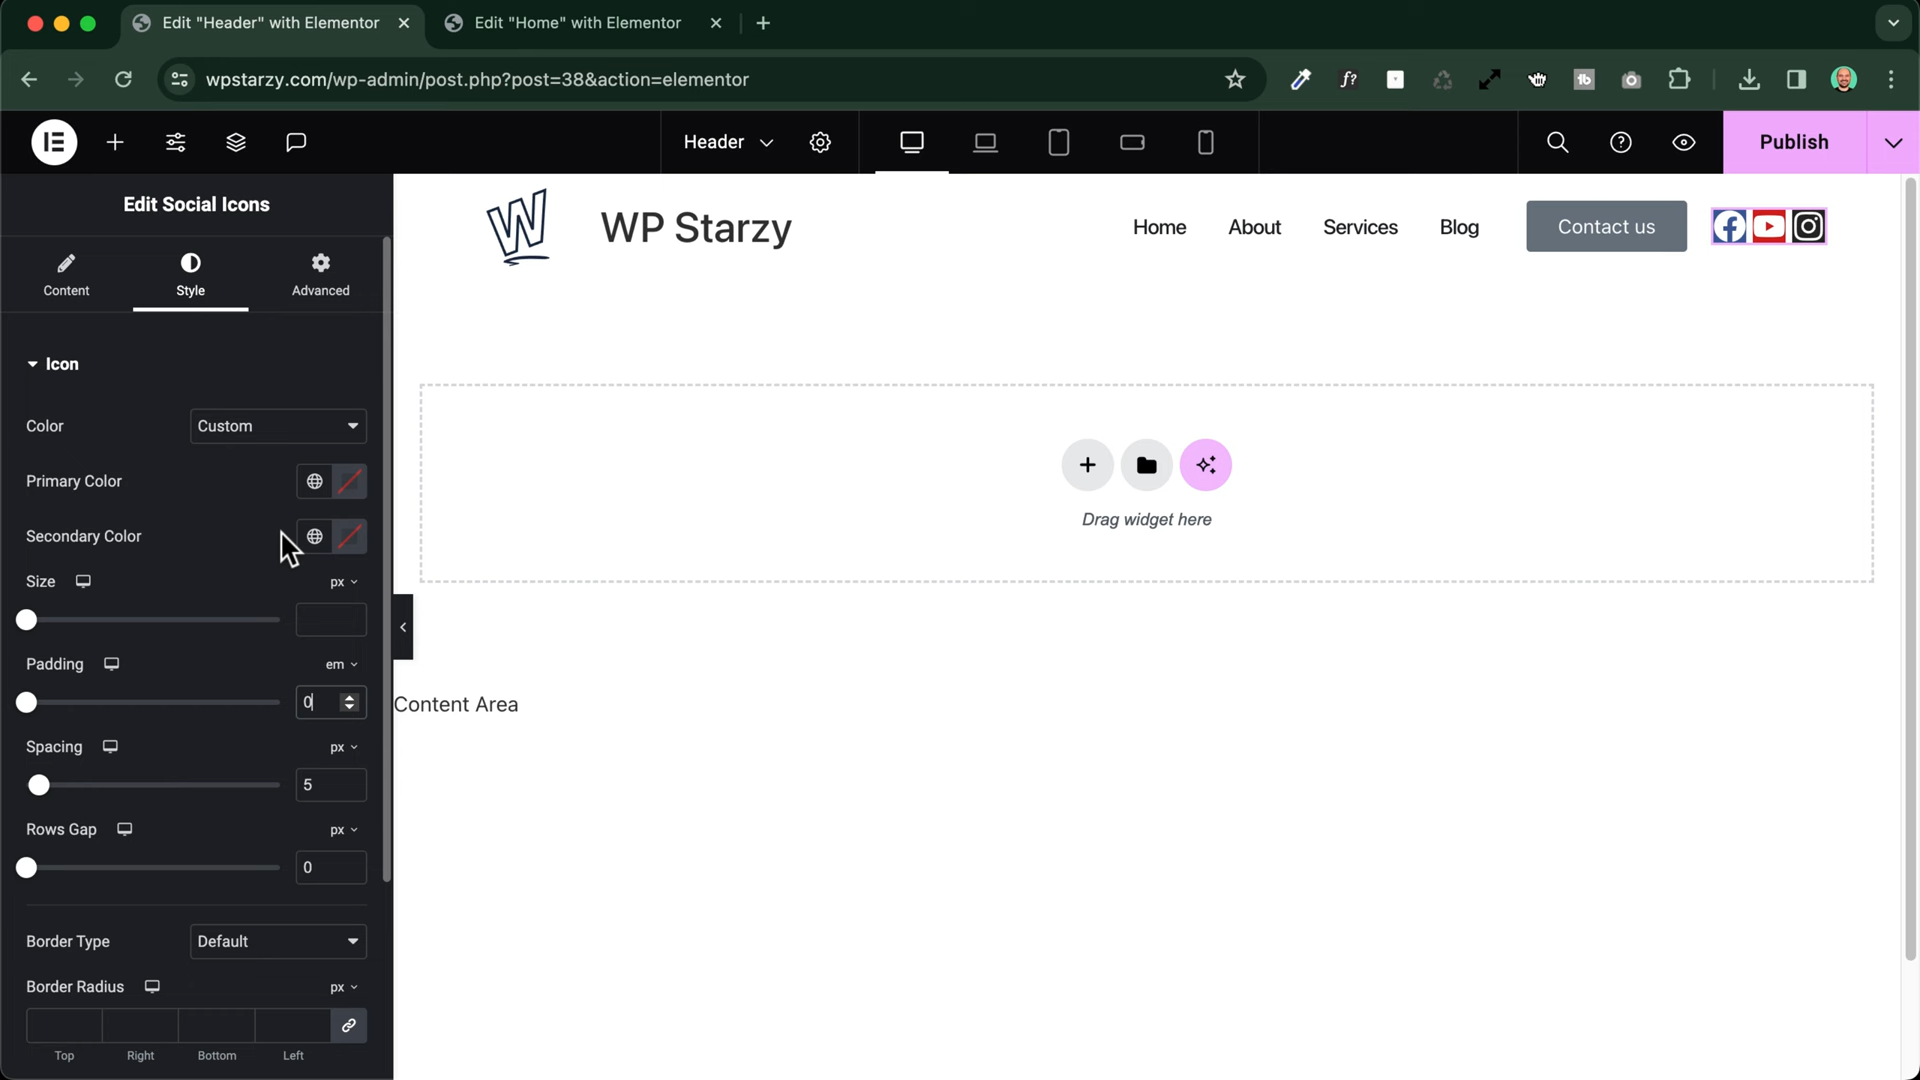 Edit "Header" with Elementor
Edit "Home" with Elementor
wpstarzy.com/wp-admin/post.php?post=38&action=elementor
f?
tb
Header
Publish
Edit Social Icons
Content
Style
Advanced
Icon
Color
Custom
Primary Color
Secondary Color
Size
px
Padding
em
0
Spacing
px
5
Rows Gap
px
0
Border Type
Default
Border Radius
px
Top
Right
Bottom
Left
W
WP Starzy
Home
About
Services
Blog
Contact us
Drag widget here
Content Area